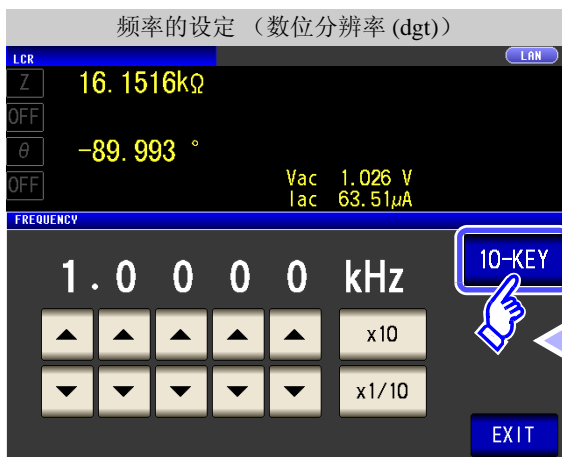 频率的设定 （数位分辨率 (dgt)）
LCR LAN
Z 16.1516kΩ
OFF
θ -89.993 °
OFF Vac 1.026 V
Iac 63.51μA
FREQUENCY
1.0000 kHz 10-KEY
x10
x1/10
EXIT